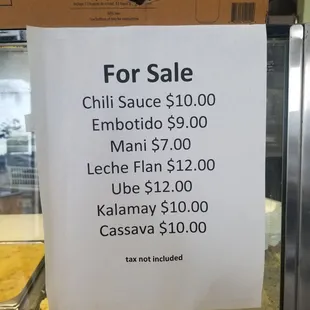 For Sale
Chili Sauce $10.00
Embotido $9.00
Mani $7.00
Leche Flan $12.00
Ube $12.00
Kalamay $10.00
Cassava $10.00
tax not included